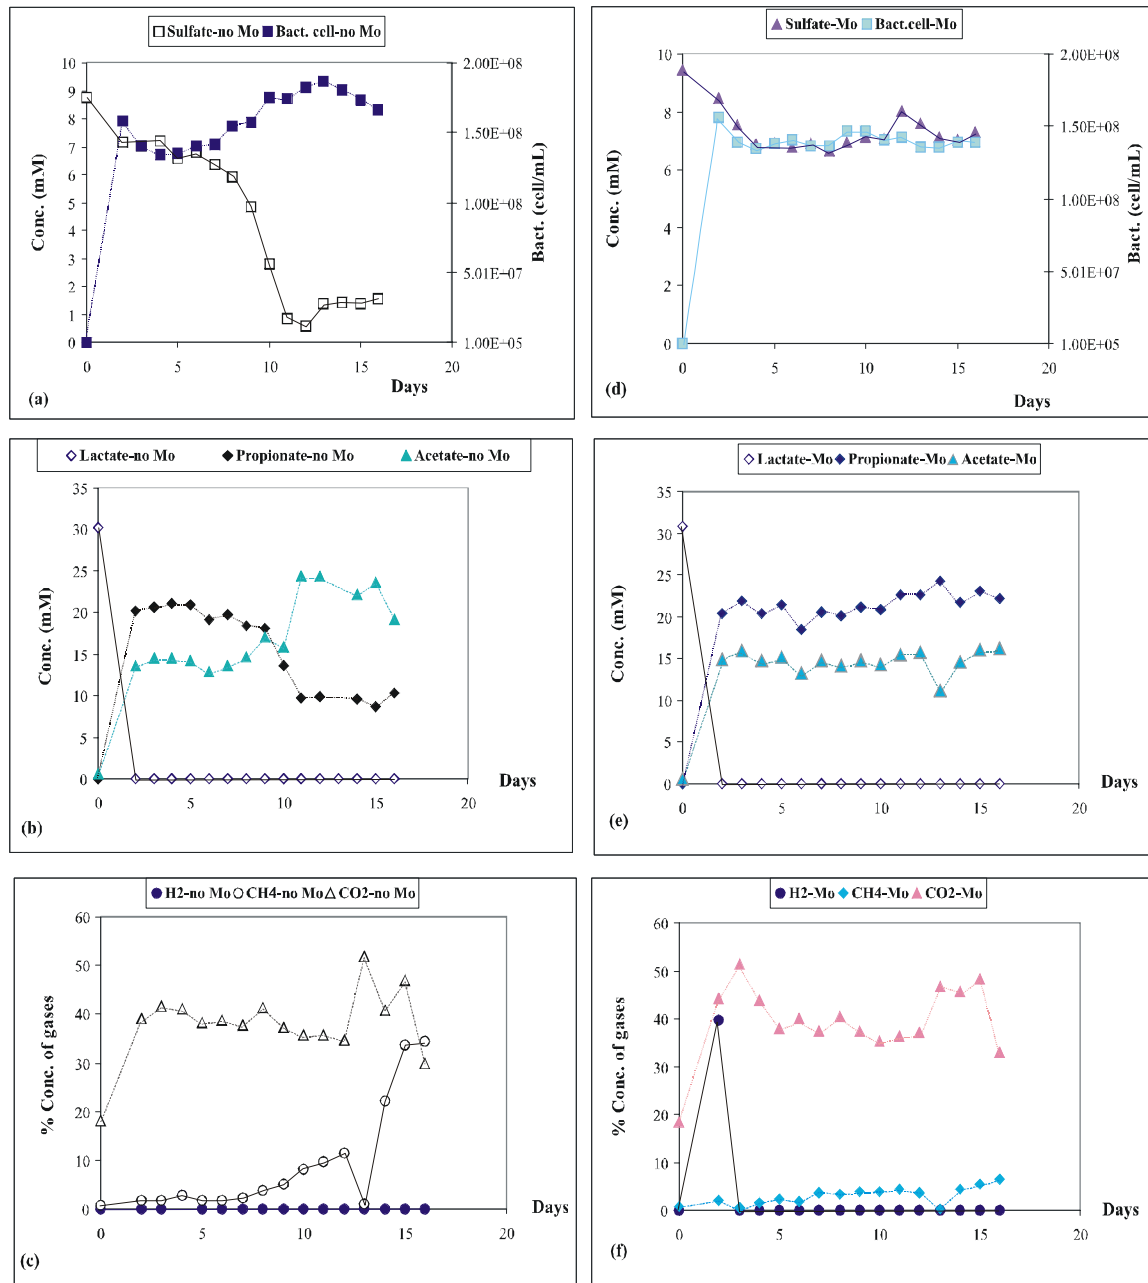 Sulfate-no Mo Bact. cell-no Mo
10
9
8
7
6
5
4
3
2
1
0
Conc. (mM)
2.00E+08
1.50E+08
1.00E+08
5.01E+07
1.00E+05
Bact. (cell/mL)
0 5 10 15 20
Days
(a)
Sulfate-Mo Bact.cell-Mo
10
8
6
4
2
0
Conc. (mM)
2.00E+08
1.50E+08
1.00E+08
5.01E+07
1.00E+05
Bact. (cell/mL)
0 5 10 15 20
Days
(d)
Lactate-no Mo Propionate-no Mo Acetate-no Mo
35
30
25
20
15
10
5
0
Conc. (mM)
0 5 10 15 20
Days
(b)
Lactate-Mo Propionate-Mo Acetate-Mo
35
30
25
20
15
10
5
0
Conc. (mM)
0 5 10 15 20
Days
(e)
H2-no Mo CH4-no Mo CO2-no Mo
60
50
40
30
20
10
0
% Conc. of gases
0 5 10 15 20
Days
(c)
H2-Mo CH4-Mo CO2-Mo
60
50
40
30
20
10
0
% Conc. of gases
0 5 10 15 20
Days
(f)